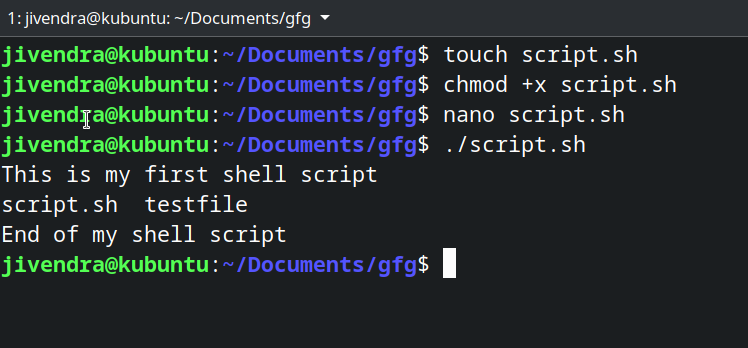 1: jivendra@kubuntu: ~/Documents/gfg
jivendra@kubuntu:~/Documents/gfg$ touch script.sh
jivendra@kubuntu:~/Documents/gfg$ chmod +x script.sh
jivendra@kubuntu:~/Documents/gfg$ nano script.sh
jivendra@kubuntu:~/Documents/gfg$ ./script.sh
This is my first shell script
script.sh  testfile
End of my shell script
jivendra@kubuntu:~/Documents/gfg$